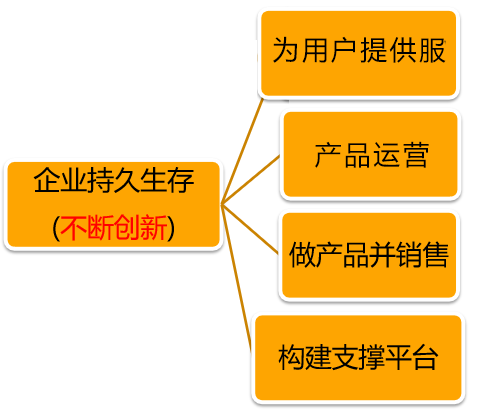 为用户提供服
产品运营
企业持久生存
(不断创新)
做产品并销售
构建支撑平台